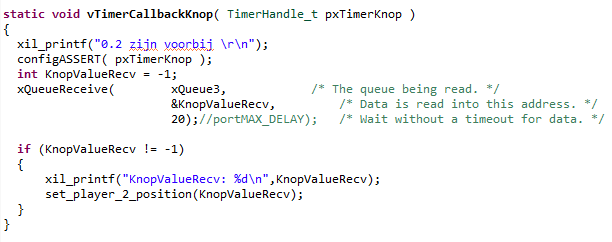 static void vTimerCallbackKnop( TimerHandle_t pxTimerKnop )
{
xil_printf("0.2 zijn voorbij \r\n");
configASSERT( pxTimerKnop );
int KnopValueRecv = -1;
xQueueReceive( xQueue3, /* The queue being read. */
&KnopValueRecv, /* Data is read into this address. */
20);//portMAX_DELAY); /* Wait without a timeout for data. */
if (KnopValueRecv != -1)
{
xil_printf("KnopValueRecv: %d\n",KnopValueRecv);
set_player_2_position(KnopValueRecv);
}
}